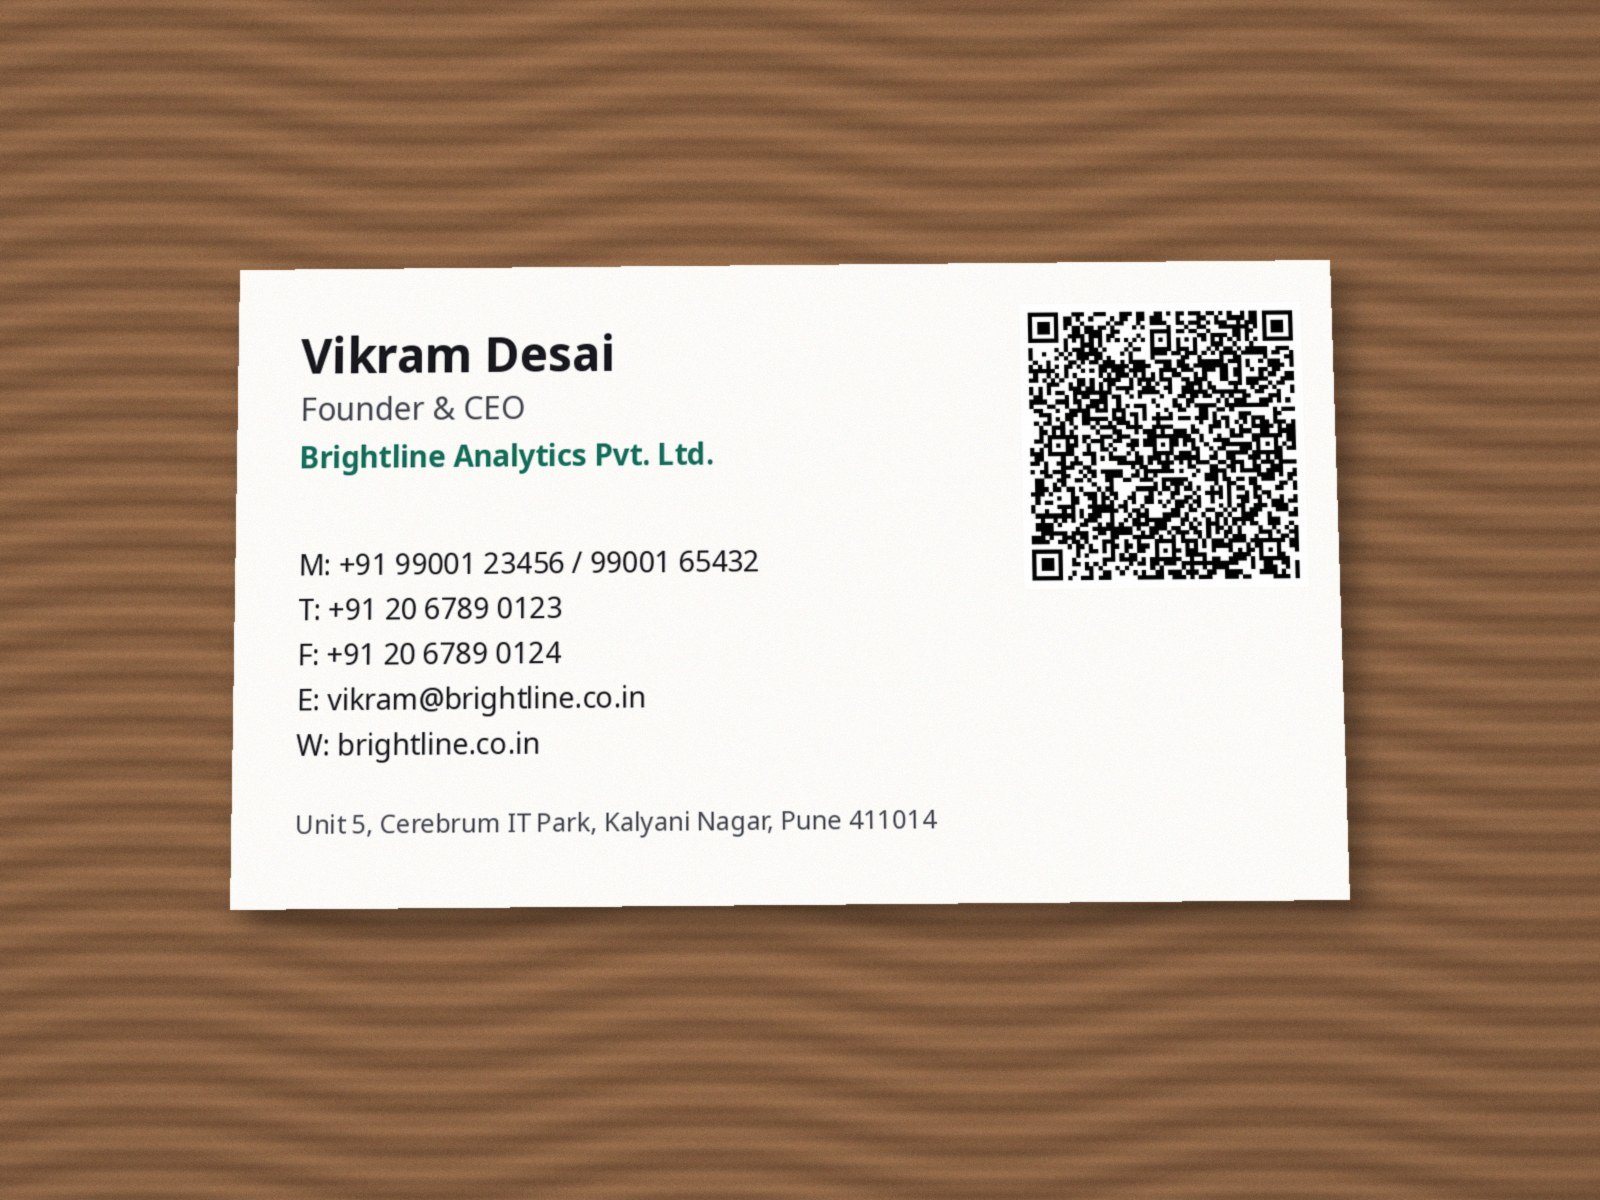 Vikram Desai
Founder & CEO
Brightline Analytics Pvt. Ltd.
M: +91 99001 23456 / 99001 65432
T: +91 20 6789 0123
F: +91 20 6789 0124
E: vikram@brightline.co.in
W: brightline.co.in
Unit 5, Cerebrum IT Park, Kalyani Nagar, Pune 411014